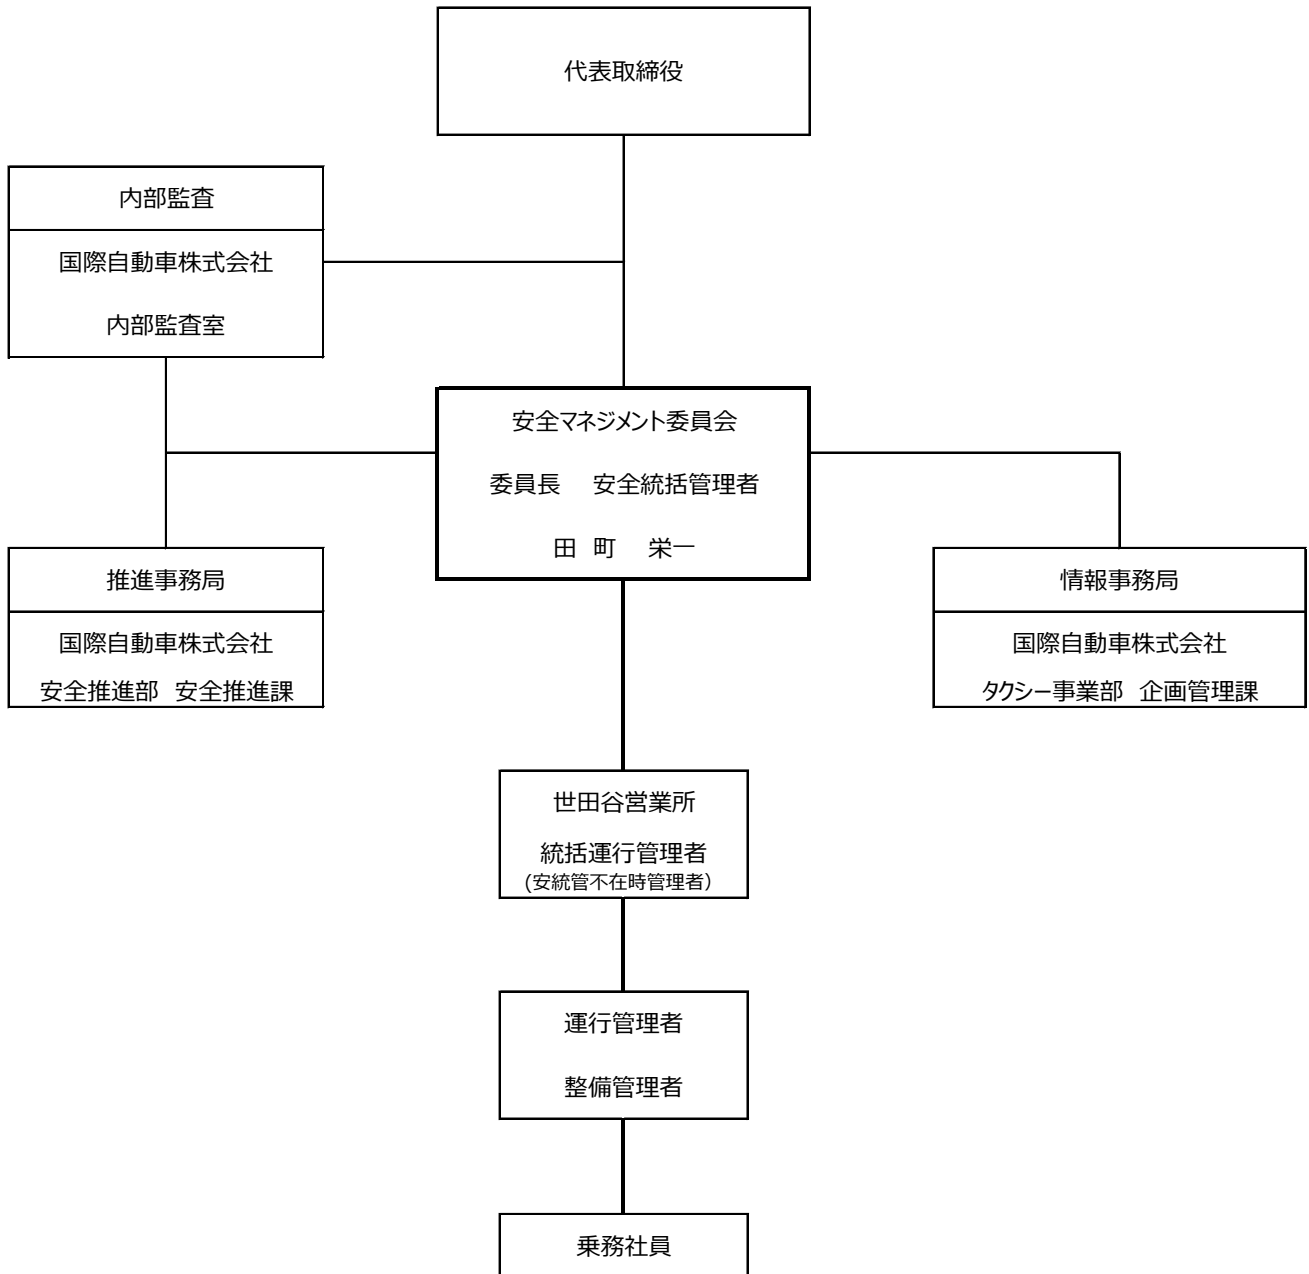 代表取締役
内部監査
国際自動車株式会社
内部監査室
安全マネジメント委員会
委員長 安全統括管理者
田 町 栄一
推進事務局
国際自動車株式会社
安全推進部 安全推進課
情報事務局
国際自動車株式会社
タクシー事業部 企画管理課
世田谷営業所
統括運行管理者
(安統管不在時管理者)
運行管理者
整備管理者
乗務社員